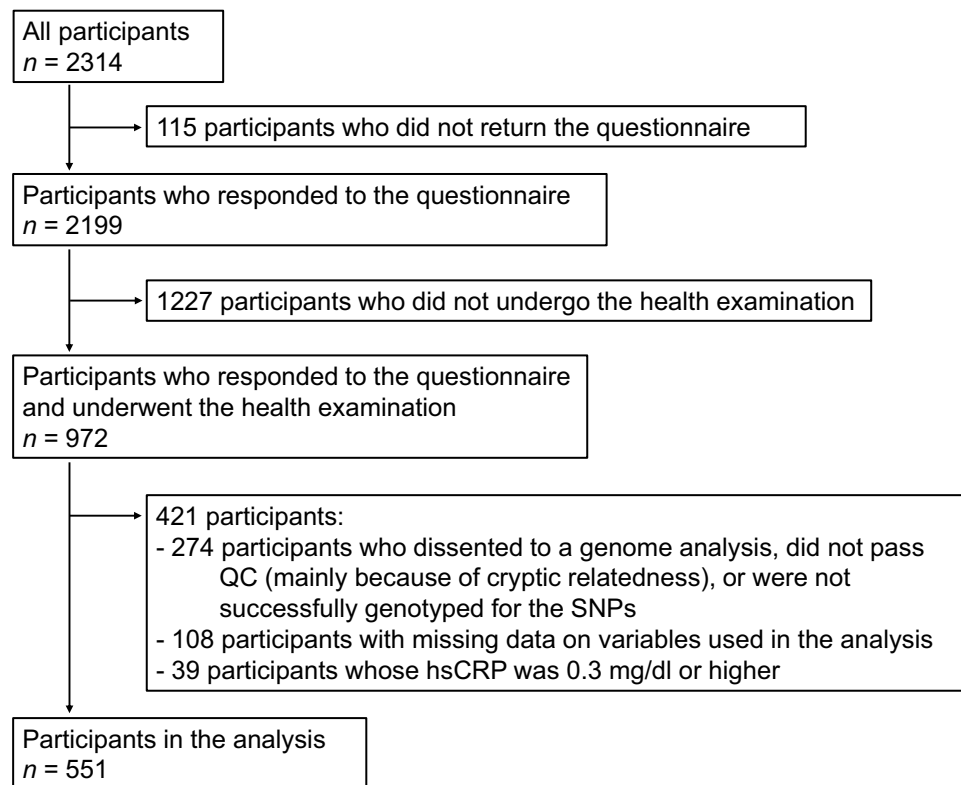 All participants
n = 2314
115 participants who did not return the questionnaire
Participants who responded to the questionnaire
n = 2199
1227 participants who did not undergo the health examination
Participants who responded to the questionnaire
and underwent the health examination
n = 972
421 participants:
- 274 participants who dissented to a genome analysis, did not pass
QC (mainly because of cryptic relatedness), or were not
successfully genotyped for the SNPs
- 108 participants with missing data on variables used in the analysis
- 39 participants whose hsCRP was 0.3 mg/dl or higher
Participants in the analysis
n = 551